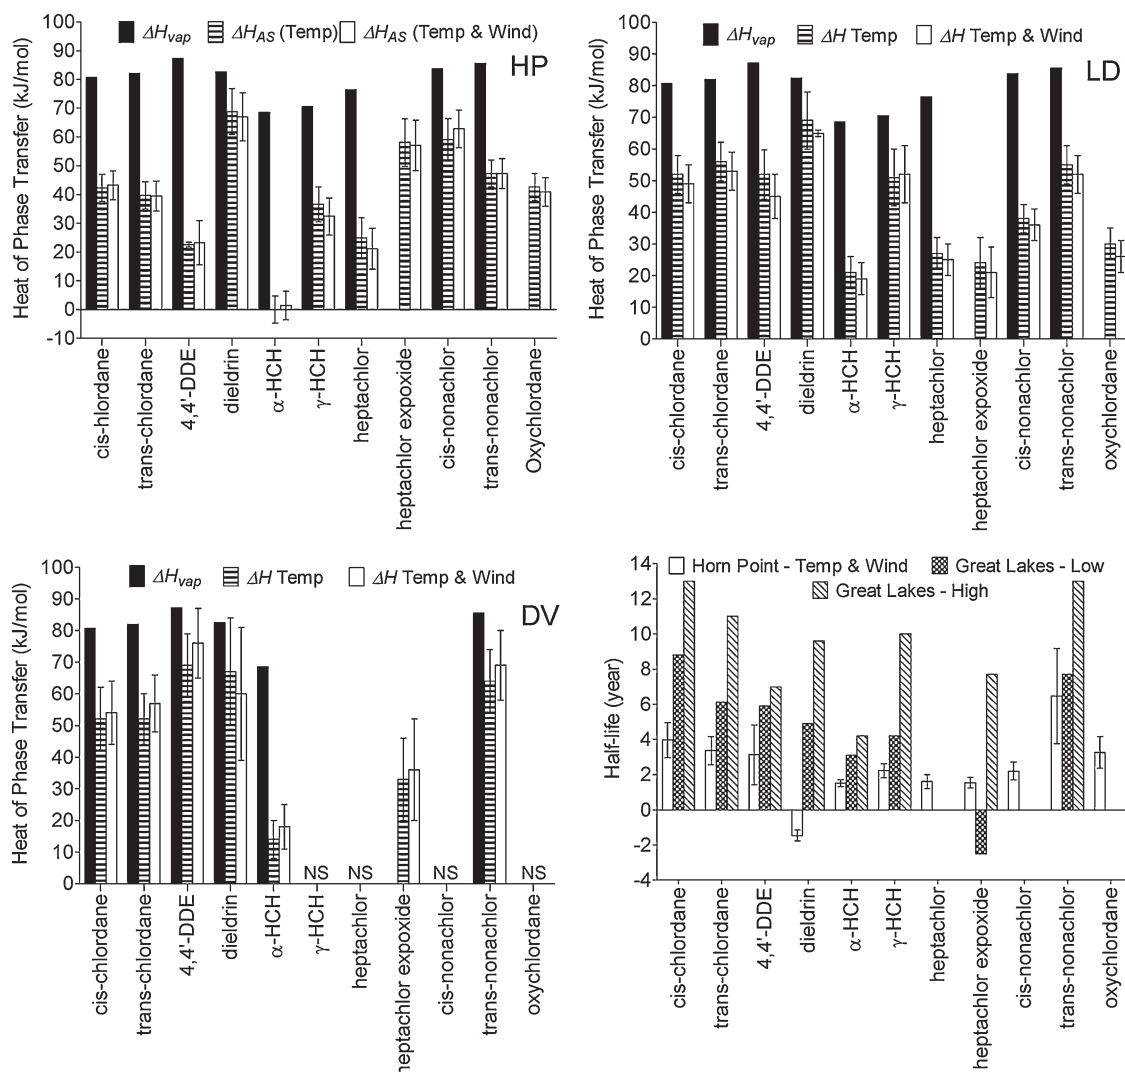 ΔHvap ΔHAS (Temp) ΔHAS (Temp & Wind)
HP
Heat of Phase Transfer (kJ/mol)
100
90
80
70
60
50
40
30
20
10
0
-10
cis-hlordane
trans-chlordane
4,4'-DDE
dieldrin
α-HCH
γ-HCH
heptachlor
heptachlor expoxide
cis-nonachlor
trans-nonachlor
Oxychlordane
ΔHvap ΔH Temp ΔH Temp & Wind
LD
Heat of Phase Transfer (kJ/mol)
100
90
80
70
60
50
40
30
20
10
0
cis-chlordane
trans-chlordane
4,4'-DDE
dieldrin
α-HCH
γ-HCH
heptachlor
heptachlor expoxide
cis-nonachlor
trans-nonachlor
oxychlordane
ΔHvap ΔH Temp ΔH Temp & Wind
DV
Heat of Phase Transfer (kJ/mol)
100
90
80
70
60
50
40
30
20
10
0
NS NS NS NS
cis-chlordane
trans-chlordane
4,4'-DDE
dieldrin
α-HCH
γ-HCH
heptachlor
heptachlor expoxide
cis-nonachlor
trans-nonachlor
oxychlordane
Horn Point - Temp & Wind Great Lakes - Low
Great Lakes - High
Half-life (year)
14
12
10
8
6
4
2
0
-2
-4
cis-chlordane
trans-chlordane
4,4'-DDE
dieldrin
α-HCH
γ-HCH
heptachlor
heptachlor expoxide
cis-nonachlor
trans-nonachlor
oxychlordane